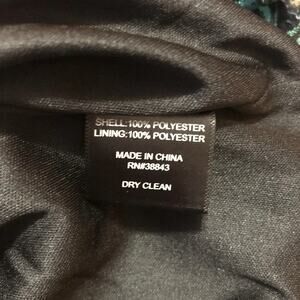 SHELL:100% POLYESTER
LINING:100% POLYESTER
MADE IN CHINA
RN#38843
DRY CLEAN